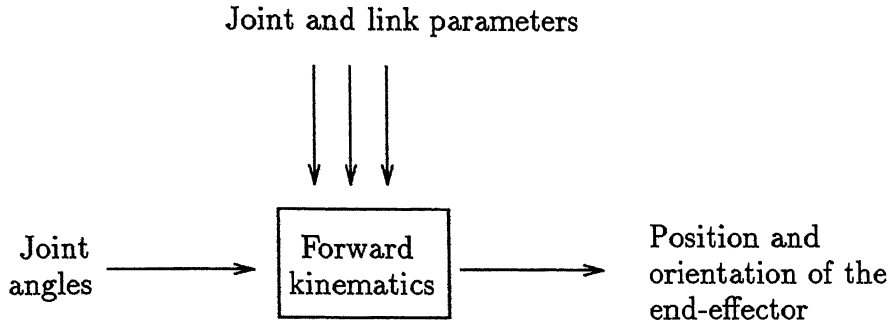 Joint and link parameters
Joint
angles
Forward
kinematics
Position and
orientation of the
end-effector